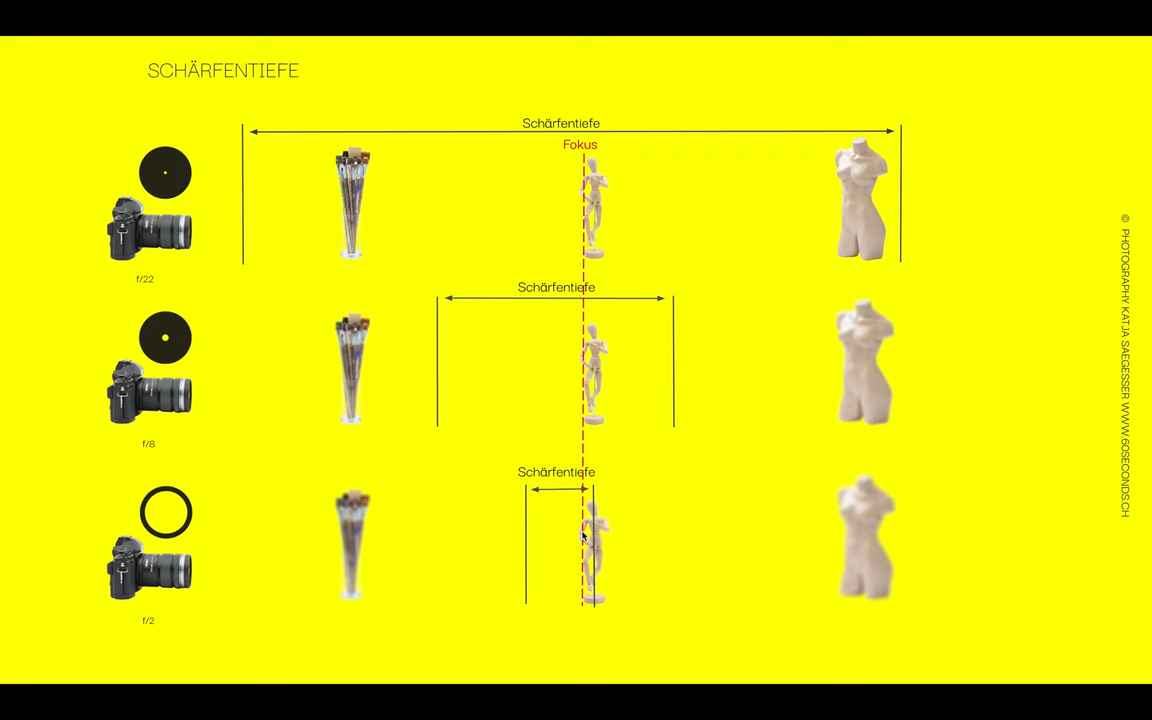 SCHÄRFENTIEFE
Schärfentiefe
Fokus
f/22
Schärfentiefe
f/8
Schärfentiefe
f/2
© PHOTOGRAPHY KATJA SAEGESSER WWW.60SECONDS.CH